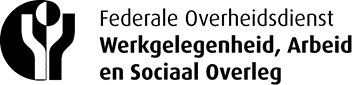 Federale Overheidsdienst
Werkgelegenheid, Arbeid
en Sociaal Overleg